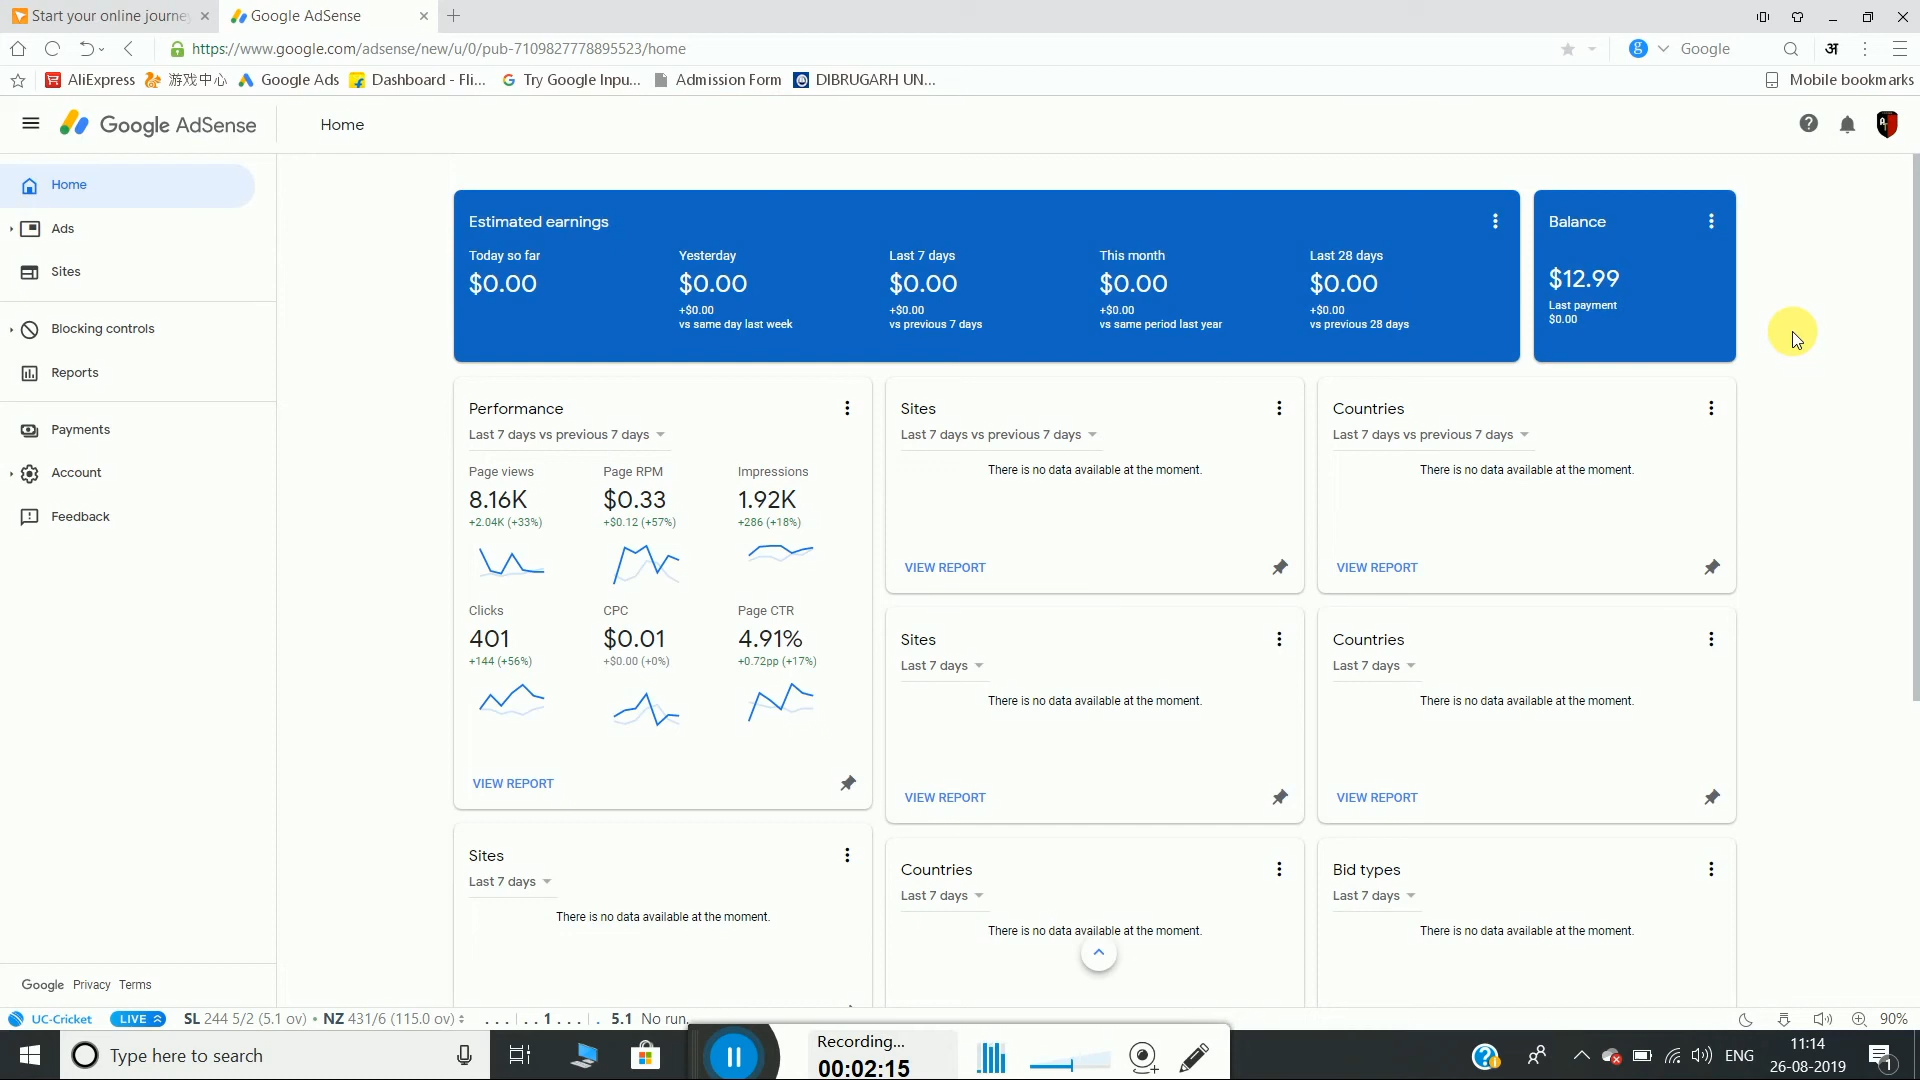 Start your online journey
Google AdSense
https://www.google.com/adsense/new/u/0/pub-7109827778895523/home
Google
अ
AliExpress
游戏中心
Google Ads
Dashboard - Fli...
Try Google Inpu...
Admission Form
DIBRUGARH UN...
Mobile bookmarks
Google AdSense
Home
Home
Ads
Sites
Blocking controls
Reports
Payments
Account
Feedback
Google Privacy Terms
Estimated earnings
Today so far
$0.00
Yesterday
$0.00
+$0.00
vs same day last week
Last 7 days
$0.00
+$0.00
vs previous 7 days
This month
$0.00
+$0.00
vs same period last year
Last 28 days
$0.00
+$0.00
vs previous 28 days
Balance
$12.99
Last payment
$0.00
Performance
Last 7 days vs previous 7 days
Page views
8.16K
+2.04K (+33%)
Page RPM
$0.33
+$0.12 (+57%)
Impressions
1.92K
+286 (+18%)
Clicks
401
+144 (+56%)
CPC
$0.01
+$0.00 (+0%)
Page CTR
4.91%
+0.72pp (+17%)
VIEW REPORT
Sites
Last 7 days vs previous 7 days
There is no data available at the moment.
VIEW REPORT
Countries
Last 7 days vs previous 7 days
There is no data available at the moment.
VIEW REPORT
Sites
Last 7 days
There is no data available at the moment.
VIEW REPORT
Countries
Last 7 days
There is no data available at the moment.
VIEW REPORT
Sites
Last 7 days
There is no data available at the moment.
Countries
Last 7 days
There is no data available at the moment.
Bid types
Last 7 days
There is no data available at the moment.
UC-Cricket LIVE SL 244 5/2 (5.1 ov) • NZ 431/6 (115.0 ov) . . . | . . 1 . . . | . 5.1 No run.
90%
Type here to search
Recording...
00:02:15
ENG
11:14
26-08-2019
1